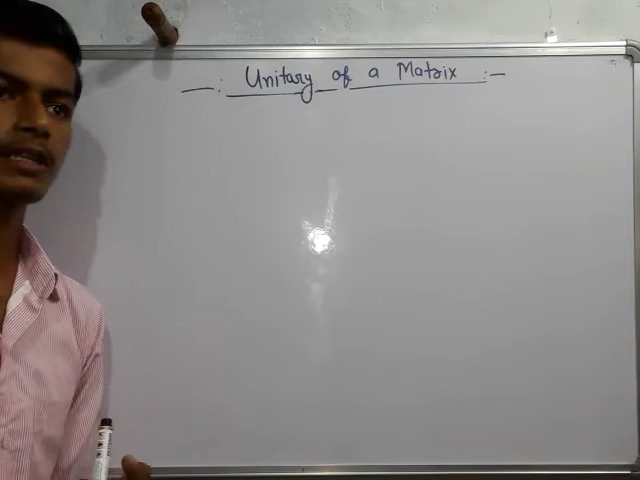 —: Unitary of a Matrix :—